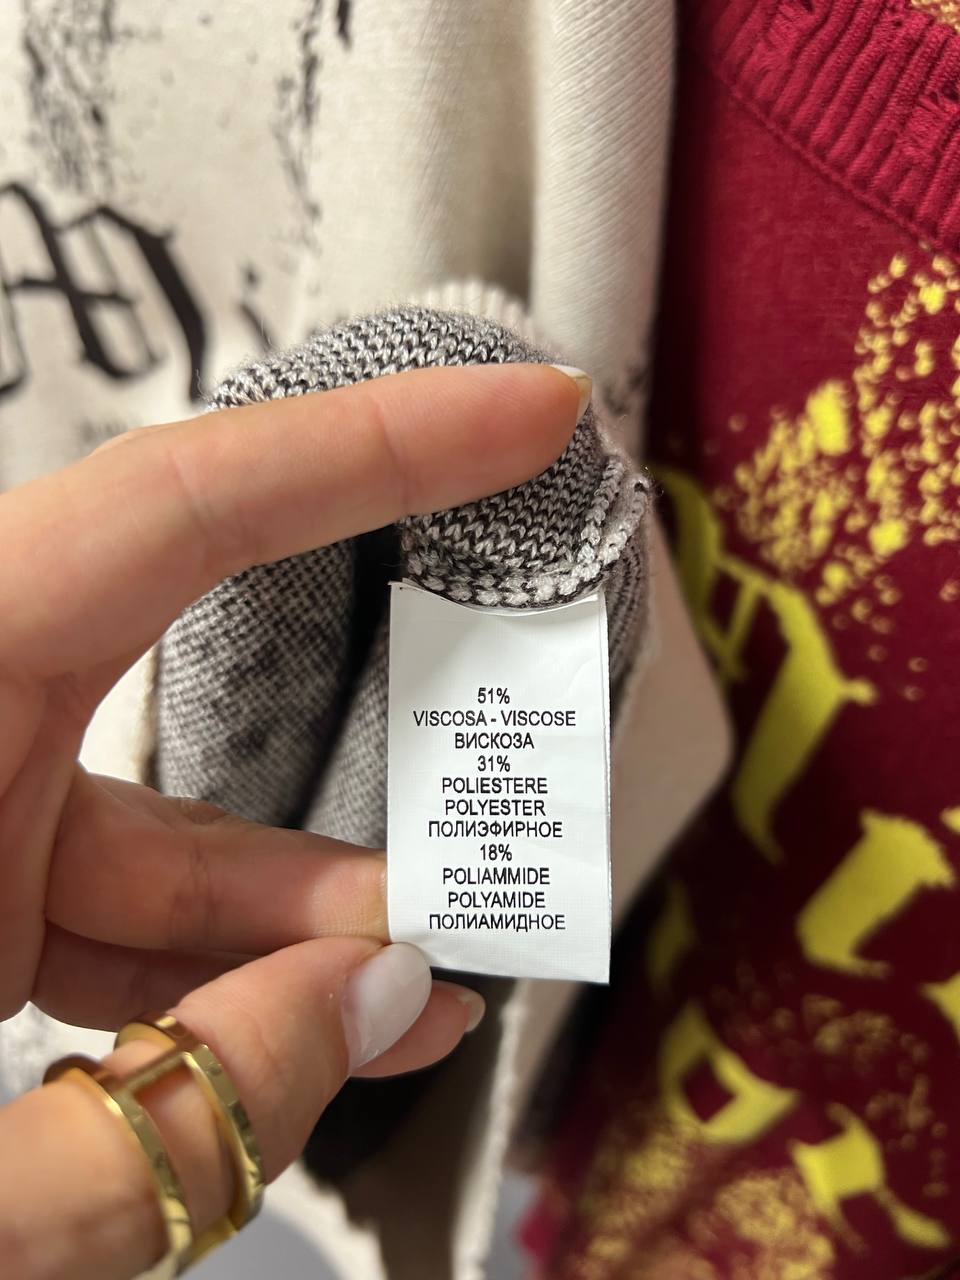 51%
VISCOSA - VISCOSE
ВИСКОЗА
31%
POLIESTERE
POLYESTER
ПОЛИЭФИРНОЕ
18%
POLIAMMIDE
POLYAMIDE
ПОЛИАМИДНОЕ